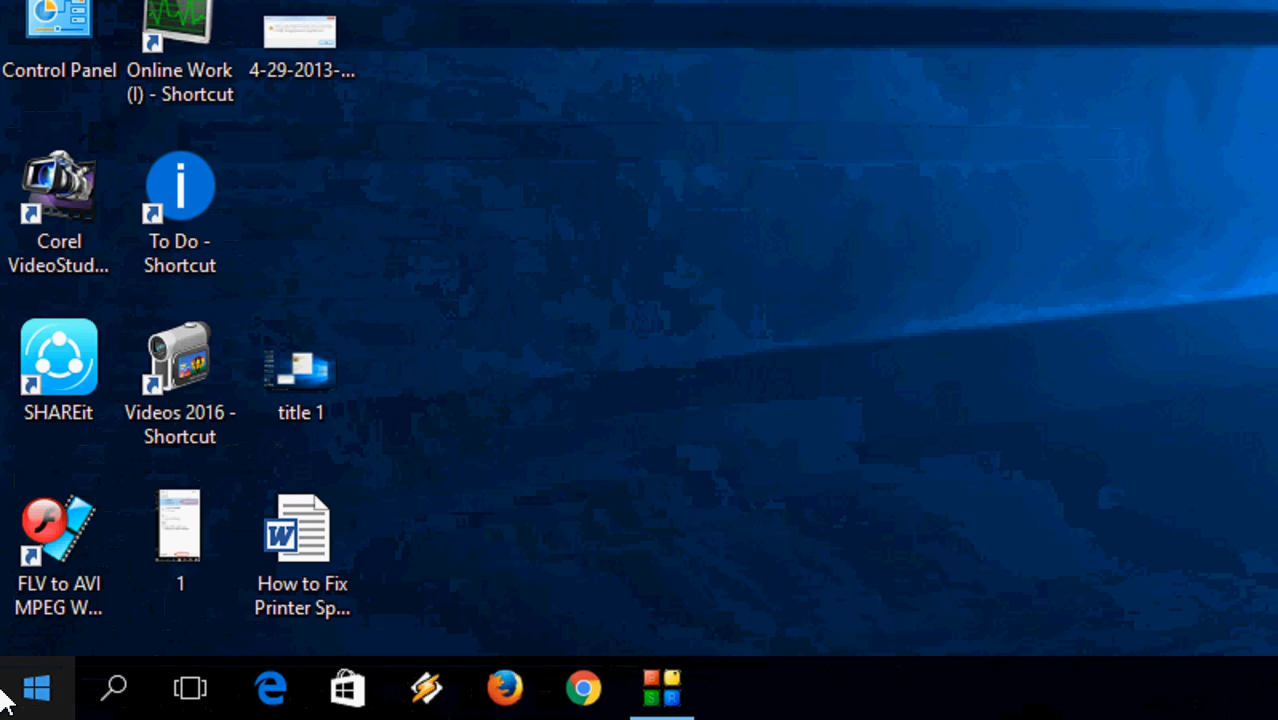 Control Panel
Online Work
(I) - Shortcut
4-29-2013-...
Corel
VideoStud...
To Do -
Shortcut
SHAREit
Videos 2016 -
Shortcut
title 1
FLV to AVI
MPEG W...
1
How to Fix
Printer Sp...